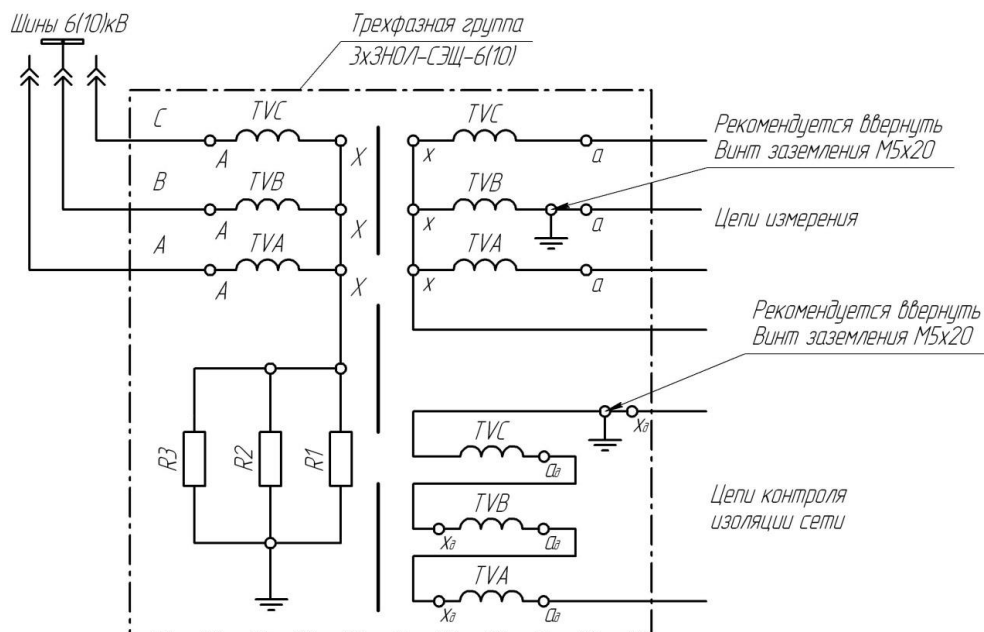 Шины 6(10)кВ
Трехфазная группа
3хЗНОЛ-СЭЩ-6(10)
C
TVC
A
X
TVC
x
a
Рекомендуется ввернуть
Винт заземления М5х20
B
TVB
A
X
TVB
x
a
Цепи измерения
A
TVA
A
X
TVA
x
a
Рекомендуется ввернуть
Винт заземления М5х20
R3
R2
R1
xд
TVC
aд
TVB
xд
aд
Цепи контроля
изоляции сети
TVA
xд
aд